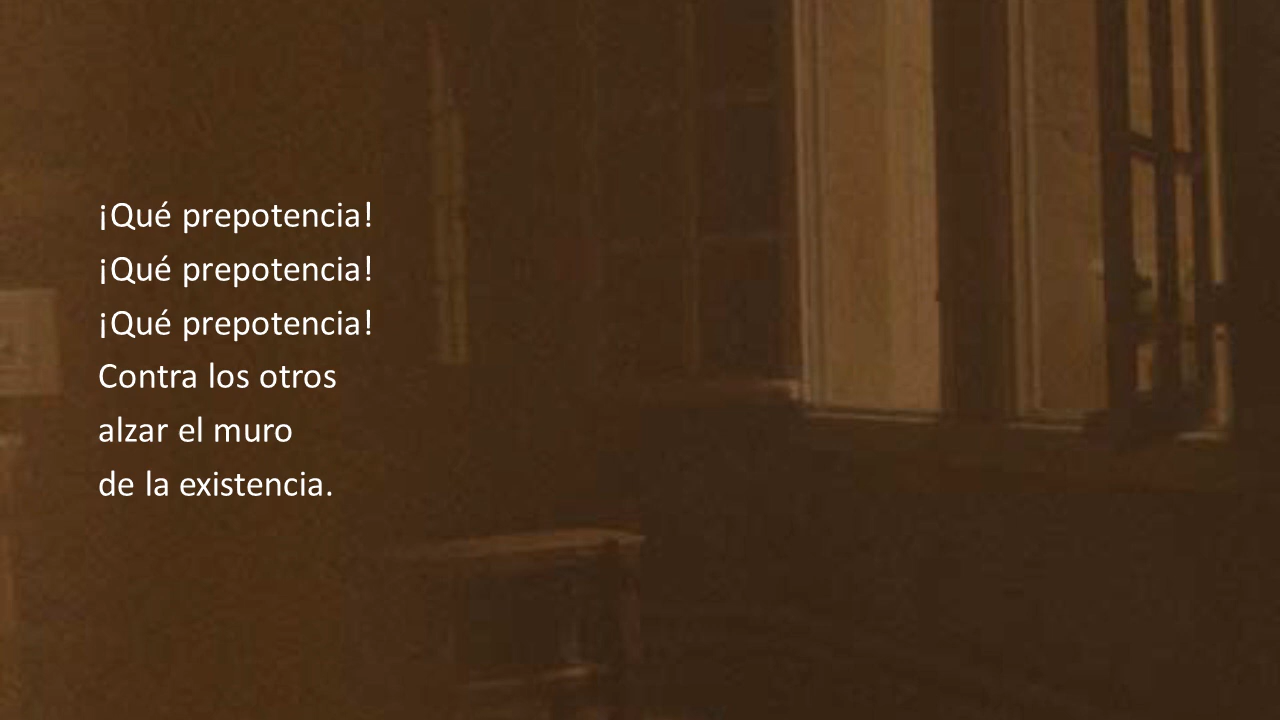 ¡Qué prepotencia!
¡Qué prepotencia!
¡Qué prepotencia!
Contra los otros
alzar el muro
de la existencia.